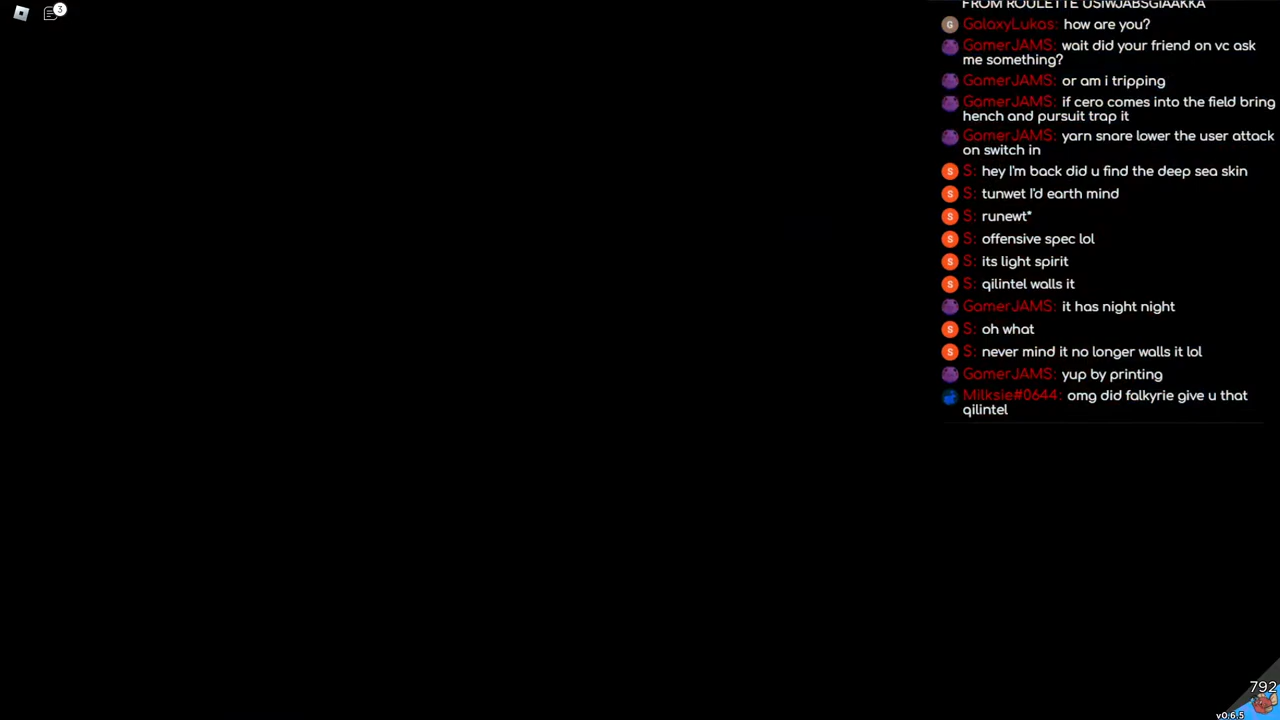 3
FROM ROULETTE USIWJABSGIAAKKA
G GalaxyLukas: how are you?
GamerJAMS: wait did your friend on vc ask
me something?
GamerJAMS: or am i tripping
GamerJAMS: if cero comes into the field bring
hench and pursuit trap it
GamerJAMS: yarn snare lower the user attack
on switch in
S S: hey I'm back did u find the deep sea skin
S S: tunwet I'd earth mind
S S: runewt*
S S: offensive spec lol
S S: its light spirit
S S: qilintel walls it
GamerJAMS: it has night night
S S: oh what
S S: never mind it no longer walls it lol
GamerJAMS: yup by printing
Milksie#0644: omg did falkyrie give u that
qilintel
792
v0.6.5